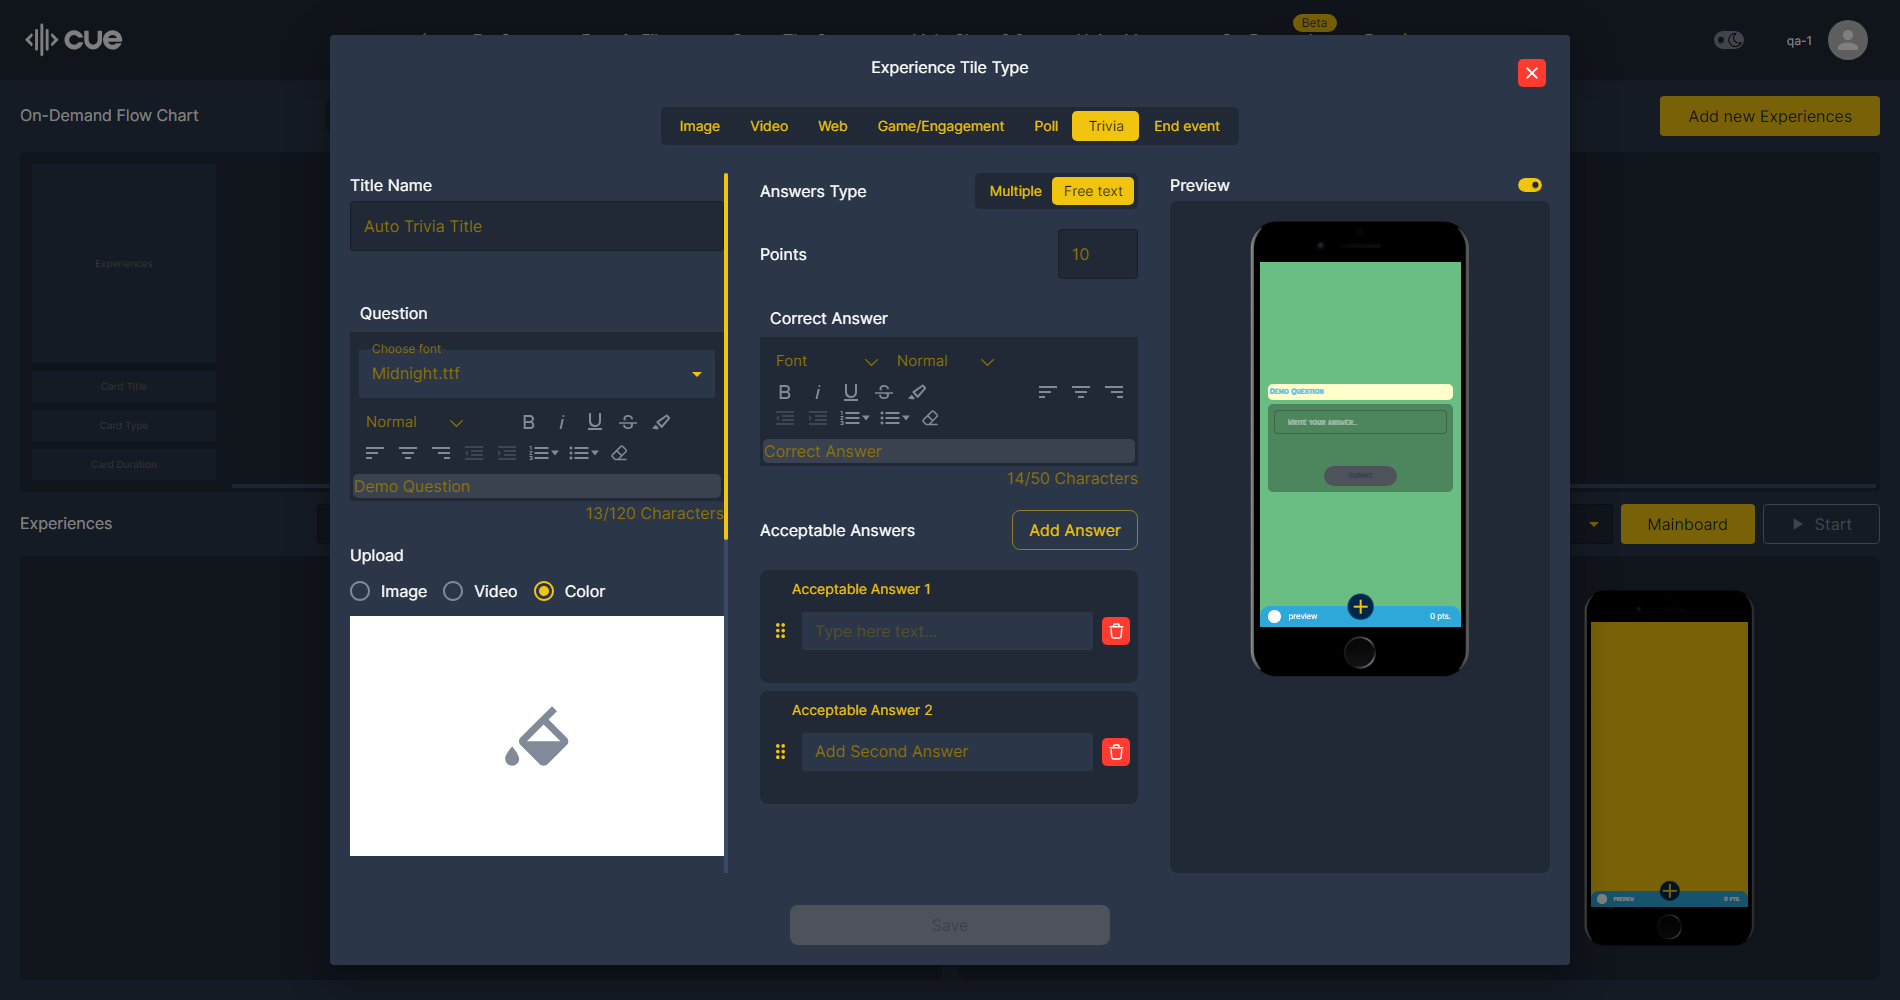 cue
Beta
qa-1
On-Demand Flow Chart
Add new Experiences
Experiences
Card Title
Card Type
Card Duration
Experiences
Mainboard
Start
Experience Tile Type
Image Video Web Game/Engagement Poll Trivia End event
Title Name
Auto Trivia Title
Question
Choose font
Midnight.ttf
Normal
Demo Question
13/120 Characters
Upload
Image Video Color
Answers Type
Multiple Free text
Points
10
Correct Answer
Font Normal
Correct Answer
14/50 Characters
Acceptable Answers
Add Answer
Acceptable Answer 1
Type here text...
Acceptable Answer 2
Add Second Answer
Preview
Demo Question
Write your answer...
Submit
preview 0 pts.
preview 0 pts.
Save